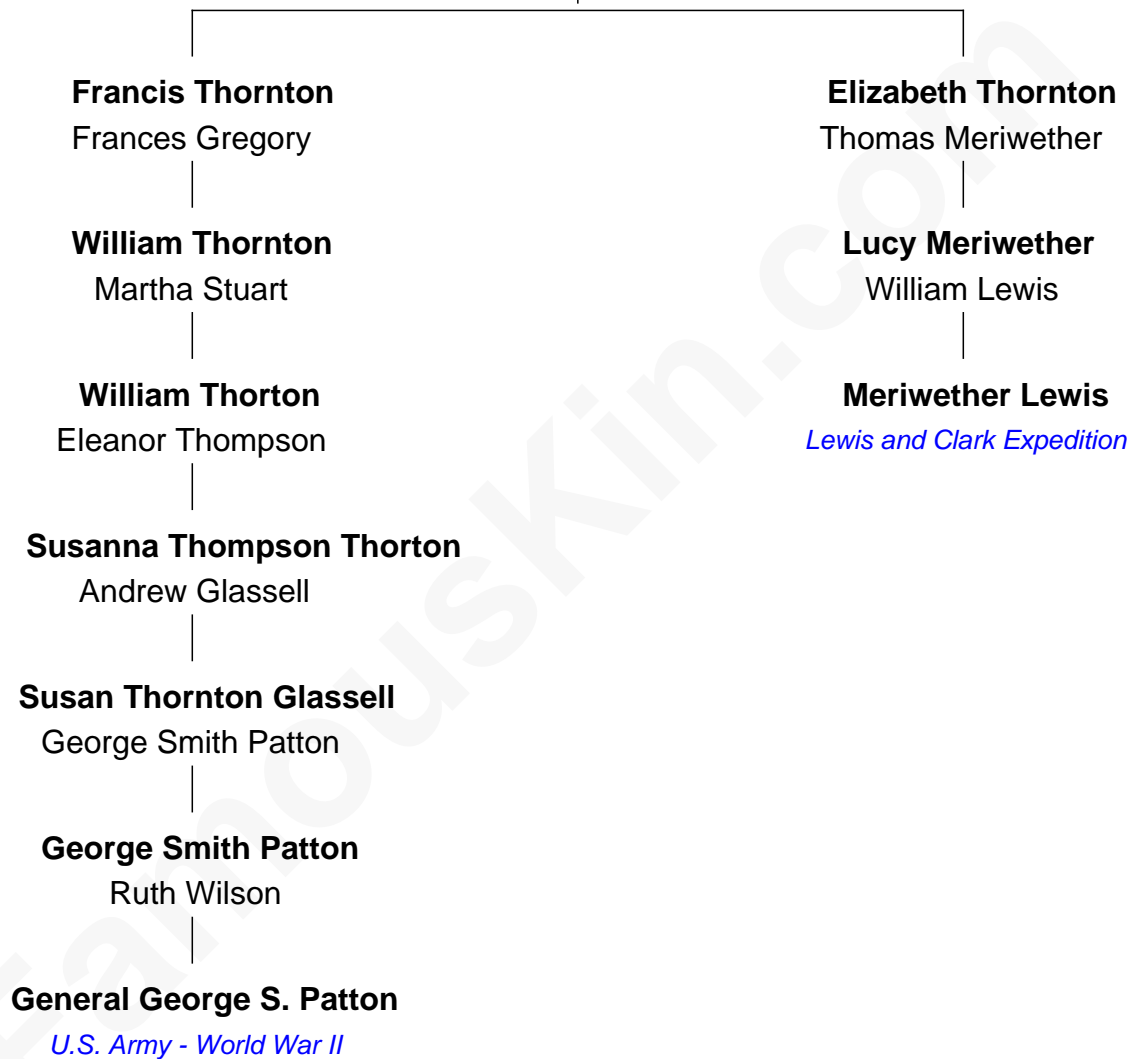 Francis Thornton
Frances Gregory
William Thornton
Martha Stuart
William Thorton
Eleanor Thompson
Susanna Thompson Thorton
Andrew Glassell
Susan Thornton Glassell
George Smith Patton
George Smith Patton
Ruth Wilson
General George S. Patton
U.S. Army - World War II
Elizabeth Thornton
Thomas Meriwether
Lucy Meriwether
William Lewis
Meriwether Lewis
Lewis and Clark Expedition
FamousKin.com